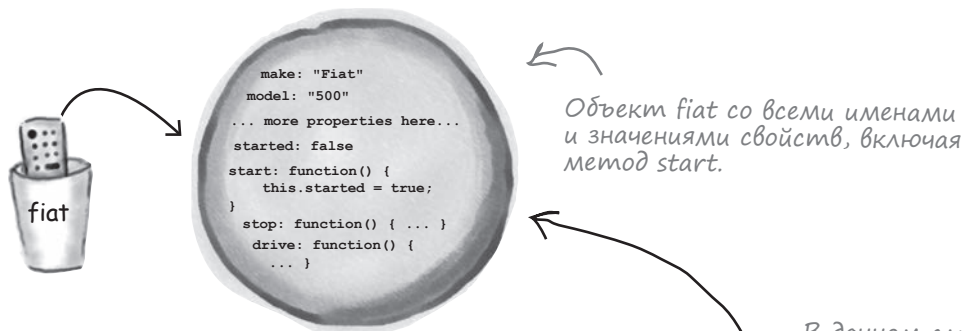 make: "Fiat"
model: "500"
... more properties here...
started: false
start: function() {
this.started = true;
}
stop: function() { ... }
drive: function() {
... }
fiat
Объект fiat со всеми именами
и значениями свойств, включая
метод start.
В данном